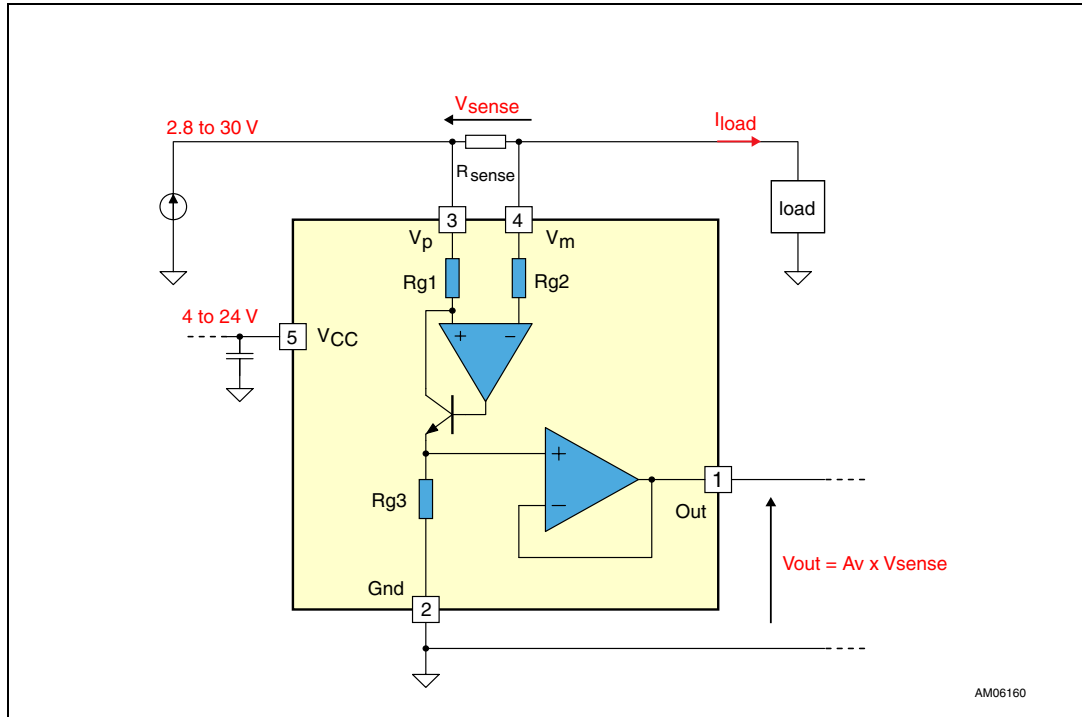 Vsense
Iload
2.8 to 30 V
Rsense
load
3
4
Vp
Vm
Rg1
Rg2
4 to 24 V
5
VCC
+
−
+
1
Rg3
−
Out
Vout = Av x Vsense
Gnd
2
AM06160